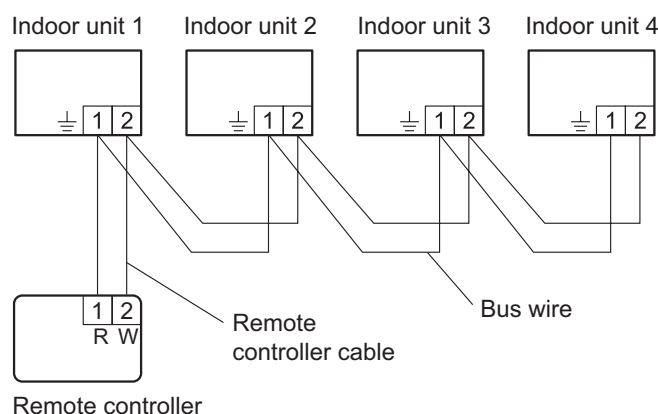 Indoor unit 1 Indoor unit 2 Indoor unit 3 Indoor unit 4
1 2 1 2 1 2 1 2
1 2
R W
Remote
controller cable
Bus wire
Remote controller